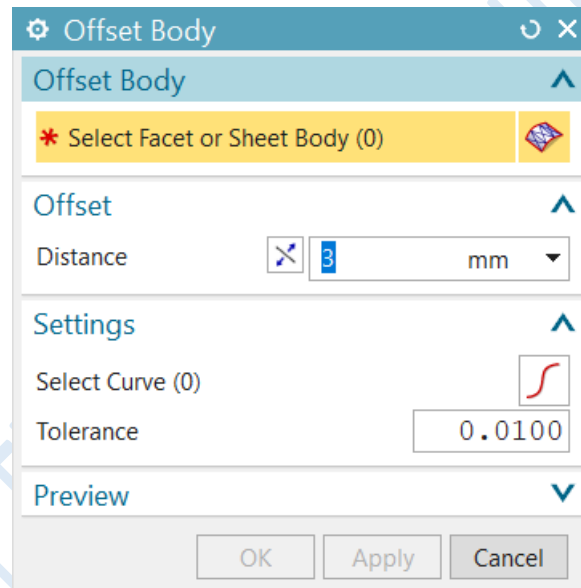 Offset Body
Offset Body
* Select Facet or Sheet Body (0)
Offset
Distance 3 mm
Settings
Select Curve (0)
Tolerance 0.0100
Preview
OK Apply Cancel